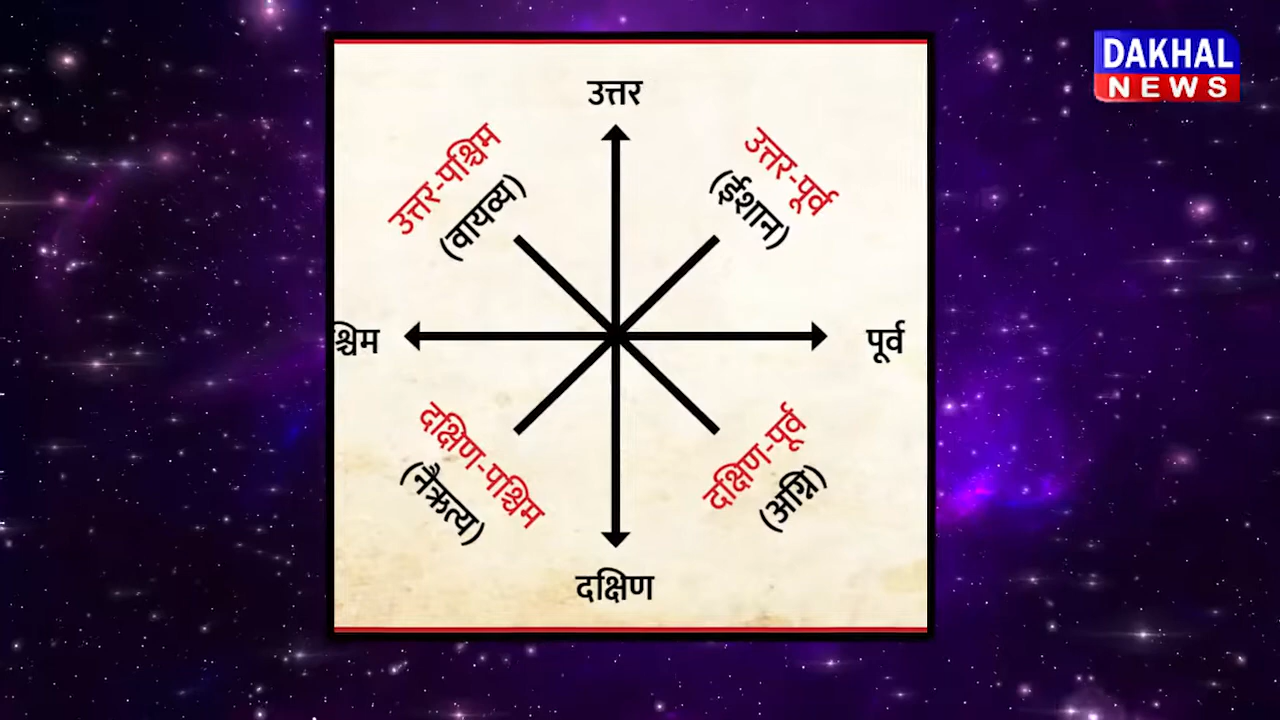 DAKHAL
NEWS
उत्तर
उत्तर-पश्चिम
(वायव्य)
उत्तर-पूर्व
(ईशान)
श्चिम
पूर्व
दक्षिण-पश्चिम
(नैऋत्य)
दक्षिण-पूर्व
(अग्नि)
दक्षिण